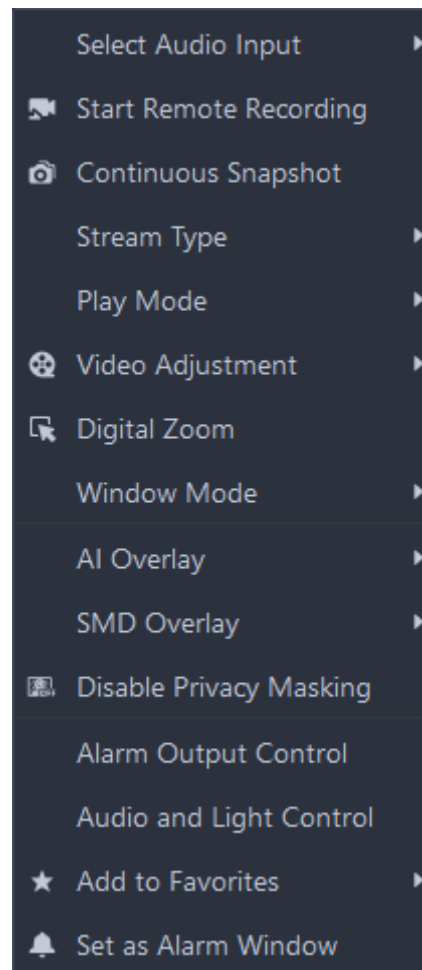 Select Audio Input
Start Remote Recording
Continuous Snapshot
Stream Type
Play Mode
Video Adjustment
Digital Zoom
Window Mode
AI Overlay
SMD Overlay
Disable Privacy Masking
Alarm Output Control
Audio and Light Control
Add to Favorites
Set as Alarm Window